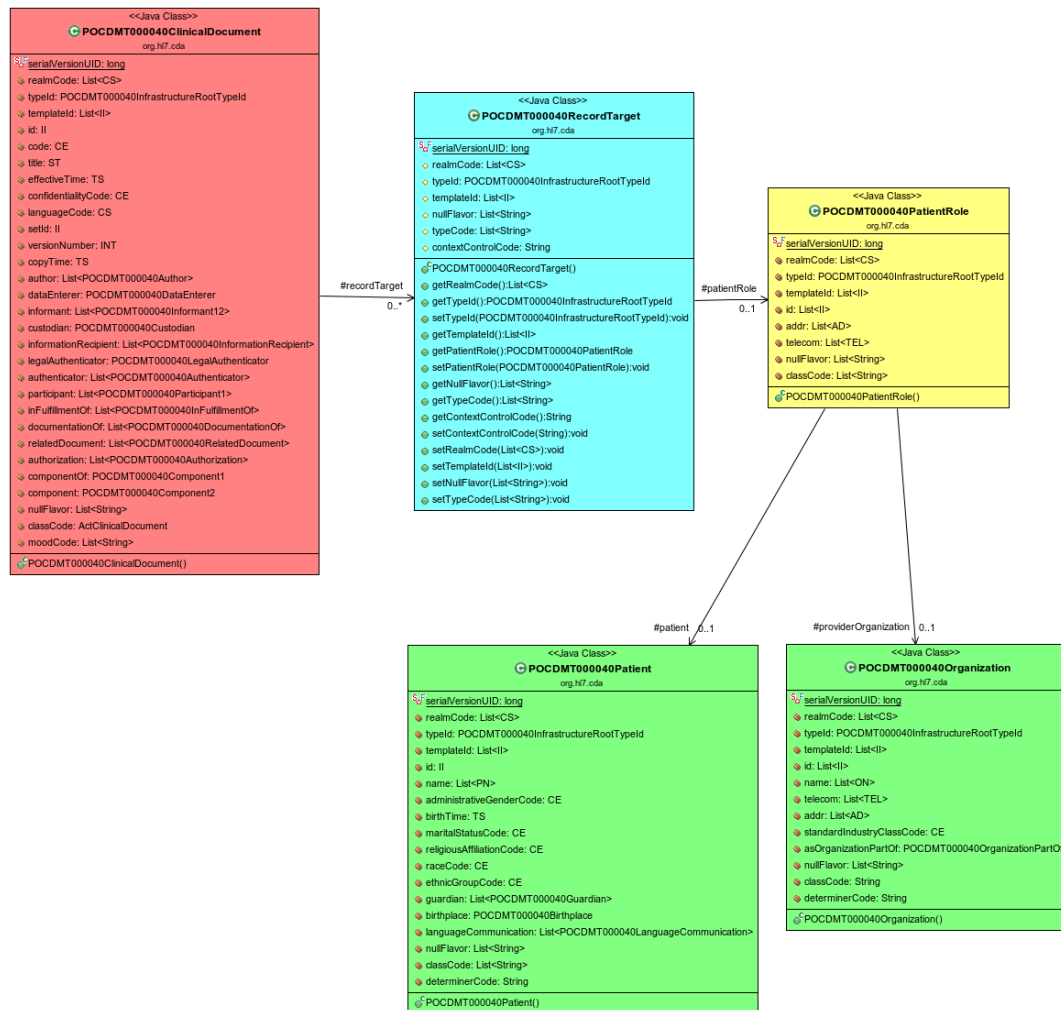 <<Java Class>>
POCDMT000040ClinicalDocument
org.hl7.cda
serialVersionUID: long
realmCode: List<CS>
typeId: POCDMT000040InfrastructureRootTypeId
templateId: List<II>
id: II
code: CE
title: ST
effectiveTime: TS
confidentialityCode: CE
languageCode: CS
setId: II
versionNumber: INT
copyTime: TS
author: List<POCDMT000040Author>
dataEnterer: POCDMT000040DataEnterer
informant: List<POCDMT000040Informant12>
custodian: POCDMT000040Custodian
informationRecipient: List<POCDMT000040InformationRecipient>
legalAuthenticator: POCDMT000040LegalAuthenticator
authenticator: List<POCDMT000040Authenticator>
participant: List<POCDMT000040Participant1>
inFulfillmentOf: List<POCDMT000040InFulfillmentOf>
documentationOf: List<POCDMT000040DocumentationOf>
relatedDocument: List<POCDMT000040RelatedDocument>
authorization: List<POCDMT000040Authorization>
componentOf: POCDMT000040Component1
component: POCDMT000040Component2
nullFlavor: List<String>
classCode: ActClinicalDocument
moodCode: List<String>
POCDMT000040ClinicalDocument()
#recordTarget
0..*
<<Java Class>>
POCDMT000040RecordTarget
org.hl7.cda
serialVersionUID: long
realmCode: List<CS>
typeId: POCDMT000040InfrastructureRootTypeId
templateId: List<II>
nullFlavor: List<String>
typeCode: List<String>
contextControlCode: String
POCDMT000040RecordTarget()
getRealmCode():List<CS>
getTypeId():POCDMT000040InfrastructureRootTypeId
setTypeId(POCDMT000040InfrastructureRootTypeId):void
getTemplateId():List<II>
getPatientRole():POCDMT000040PatientRole
setPatientRole(POCDMT000040PatientRole):void
getNullFlavor():List<String>
getTypeCode():List<String>
getContextControlCode():String
setContextControlCode(String):void
setRealmCode(List<CS>):void
setTemplateId(List<II>):void
setNullFlavor(List<String>):void
setTypeCode(List<String>):void
#patientRole
0..1
<<Java Class>>
POCDMT000040PatientRole
org.hl7.cda
serialVersionUID: long
realmCode: List<CS>
typeId: POCDMT000040InfrastructureRootTypeId
templateId: List<II>
id: List<II>
addr: List<AD>
telecom: List<TEL>
nullFlavor: List<String>
classCode: List<String>
POCDMT000040PatientRole()
#patient 0..1
#providerOrganization 0..1
<<Java Class>>
POCDMT000040Patient
org.hl7.cda
serialVersionUID: long
realmCode: List<CS>
typeId: POCDMT000040InfrastructureRootTypeId
templateId: List<II>
id: II
name: List<PN>
administrativeGenderCode: CE
birthTime: TS
maritalStatusCode: CE
religiousAffiliationCode: CE
raceCode: CE
ethnicGroupCode: CE
guardian: List<POCDMT000040Guardian>
birthplace: POCDMT000040Birthplace
languageCommunication: List<POCDMT000040LanguageCommunication>
nullFlavor: List<String>
classCode: List<String>
determinerCode: String
POCDMT000040Patient()
<<Java Class>>
POCDMT000040Organization
org.hl7.cda
serialVersionUID: long
realmCode: List<CS>
typeId: POCDMT000040InfrastructureRootTypeId
templateId: List<II>
id: List<II>
name: List<ON>
telecom: List<TEL>
addr: List<AD>
standardIndustryClassCode: CE
asOrganizationPartOf: POCDMT000040OrganizationPartOf
nullFlavor: List<String>
classCode: String
determinerCode: String
POCDMT000040Organization()